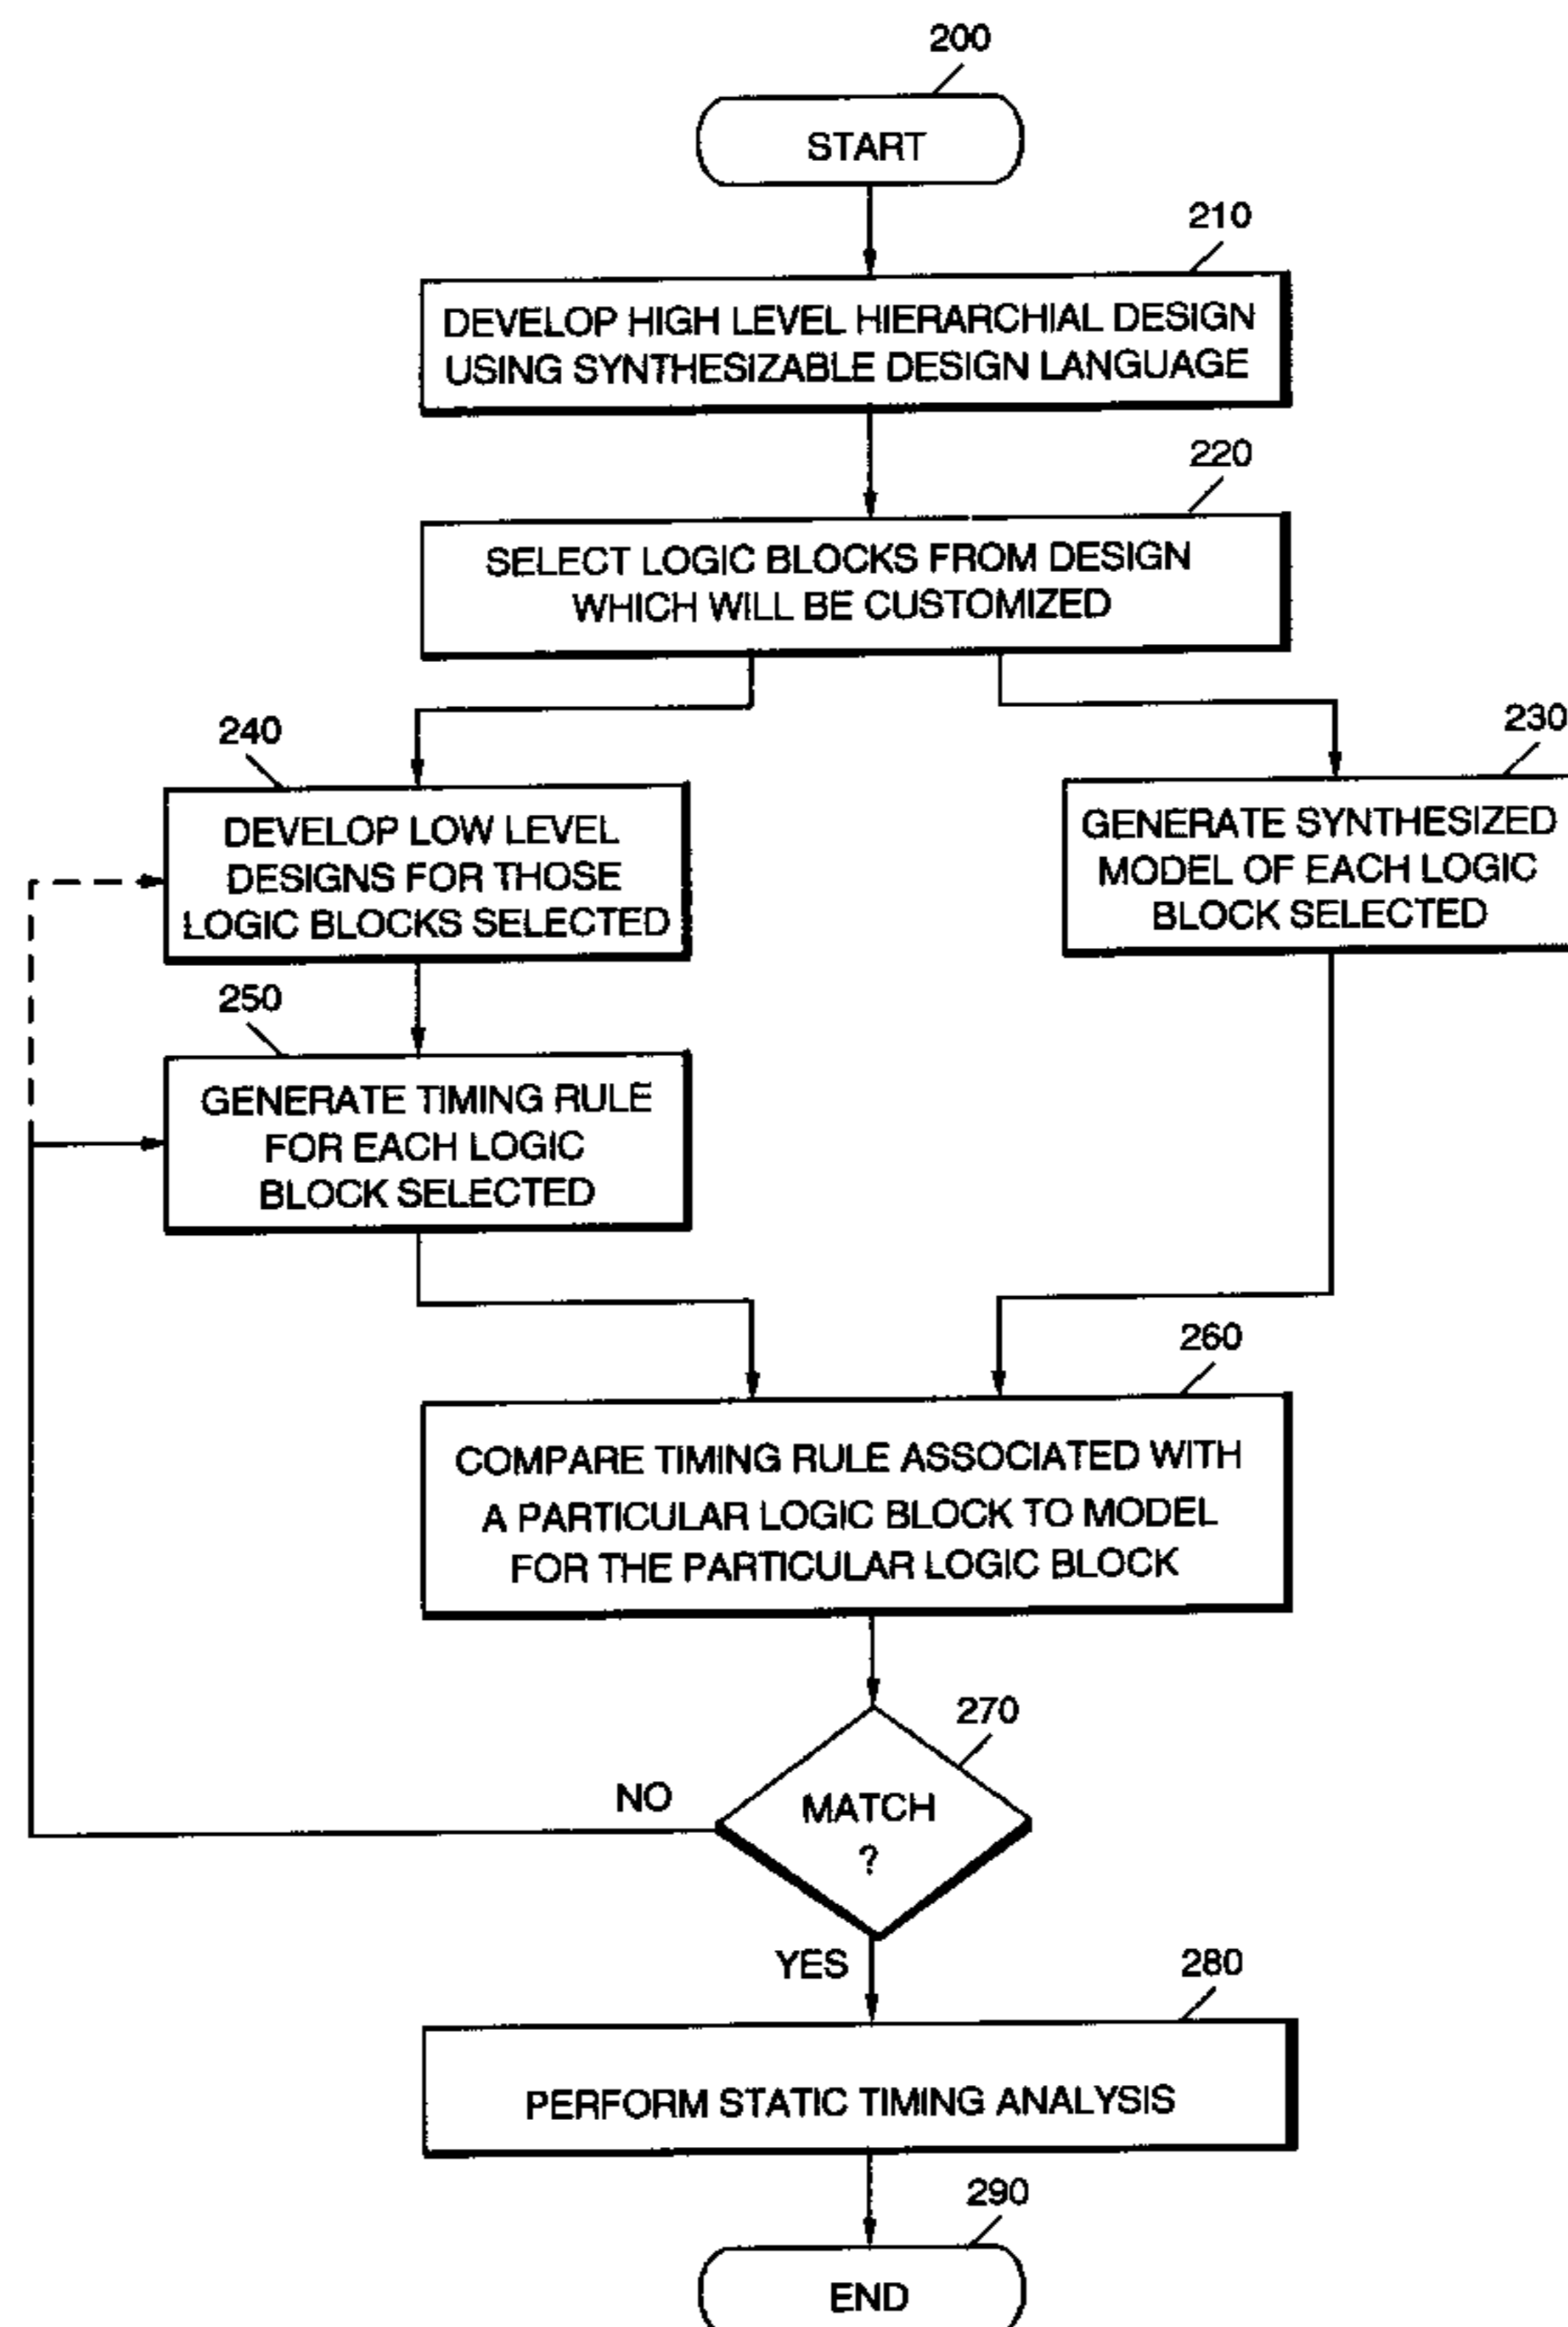 200
START
210
DEVELOP HIGH LEVEL HIERARCHIAL DESIGN
USING SYNTHESIZABLE DESIGN LANGUAGE
220
SELECT LOGIC BLOCKS FROM DESIGN
WHICH WILL BE CUSTOMIZED
240
DEVELOP LOW LEVEL
DESIGNS FOR THOSE
LOGIC BLOCKS SELECTED
230
GENERATE SYNTHESIZED
MODEL OF EACH LOGIC
BLOCK SELECTED
250
GENERATE TIMING RULE
FOR EACH LOGIC
BLOCK SELECTED
260
COMPARE TIMING RULE ASSOCIATED WITH
A PARTICULAR LOGIC BLOCK TO MODEL
FOR THE PARTICULAR LOGIC BLOCK
270
NO
MATCH
?
YES
280
PERFORM STATIC TIMING ANALYSIS
290
END